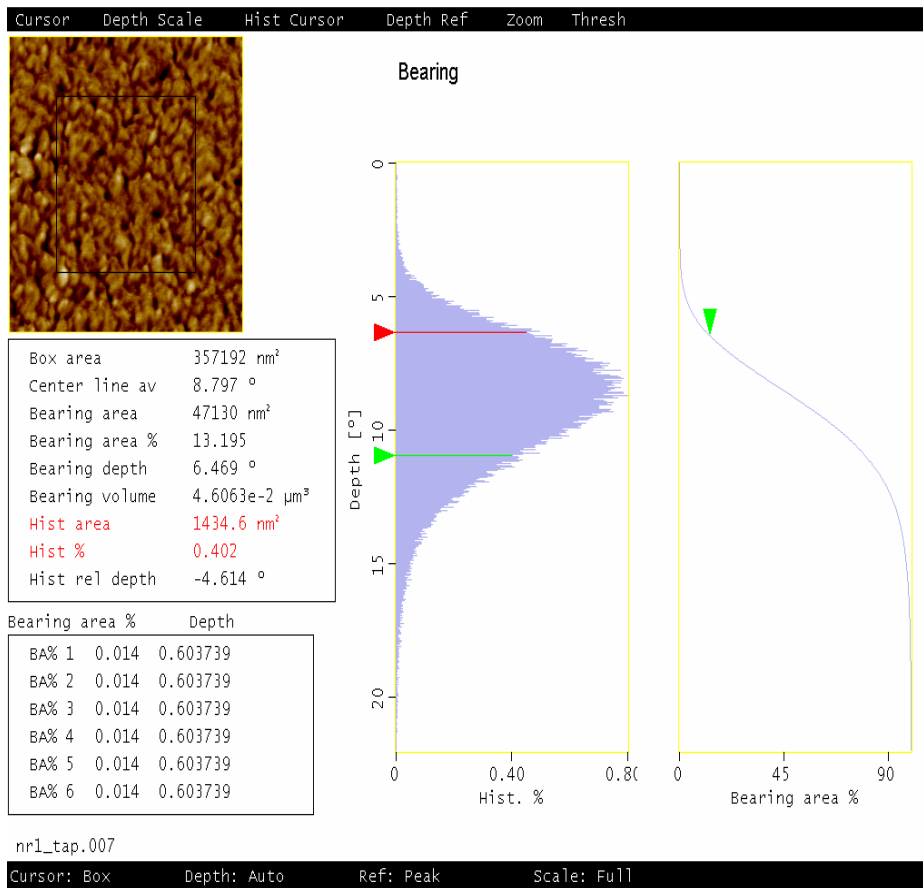 Cursor Depth Scale Hist Cursor Depth Ref Zoom Thresh
Bearing
Box area 357192 nm²
Center line av 8.797 º
Bearing area 47130 nm²
Bearing area % 13.195
Bearing depth 6.469 º
Bearing volume 4.6063e-2 µm³
Hist area 1434.6 nm²
Hist % 0.402
Hist rel depth -4.614 º
Bearing area % Depth
BA% 1 0.014 0.603739
BA% 2 0.014 0.603739
BA% 3 0.014 0.603739
BA% 4 0.014 0.603739
BA% 5 0.014 0.603739
BA% 6 0.014 0.603739
0
5
10
15
20
Depth [º]
0 0.40 0.80
Hist. %
0 45 90
Bearing area %
nr1_tap.007
Cursor: Box Depth: Auto Ref: Peak Scale: Full